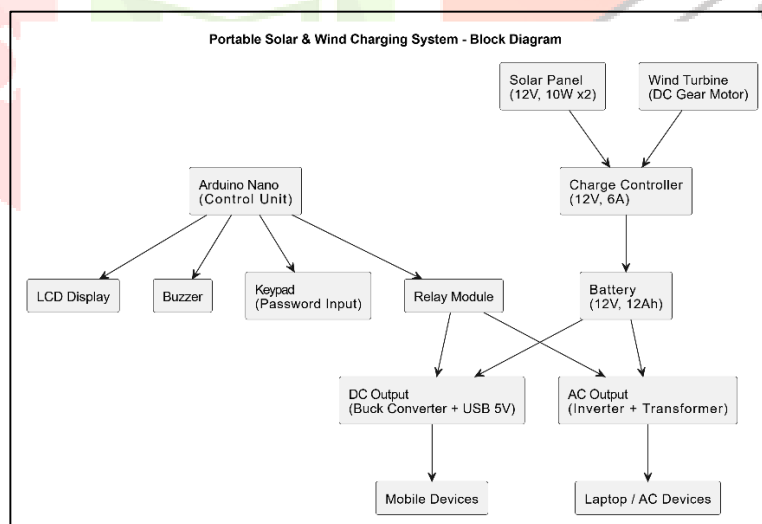 Portable Solar & Wind Charging System - Block Diagram
Solar Panel
(12V, 10W x2)
Wind Turbine
(DC Gear Motor)
Arduino Nano
(Control Unit)
Charge Controller
(12V, 6A)
LCD Display
Buzzer
Keypad
(Password Input)
Relay Module
Battery
(12V, 12Ah)
DC Output
(Buck Converter + USB 5V)
AC Output
(Inverter + Transformer)
Mobile Devices
Laptop / AC Devices